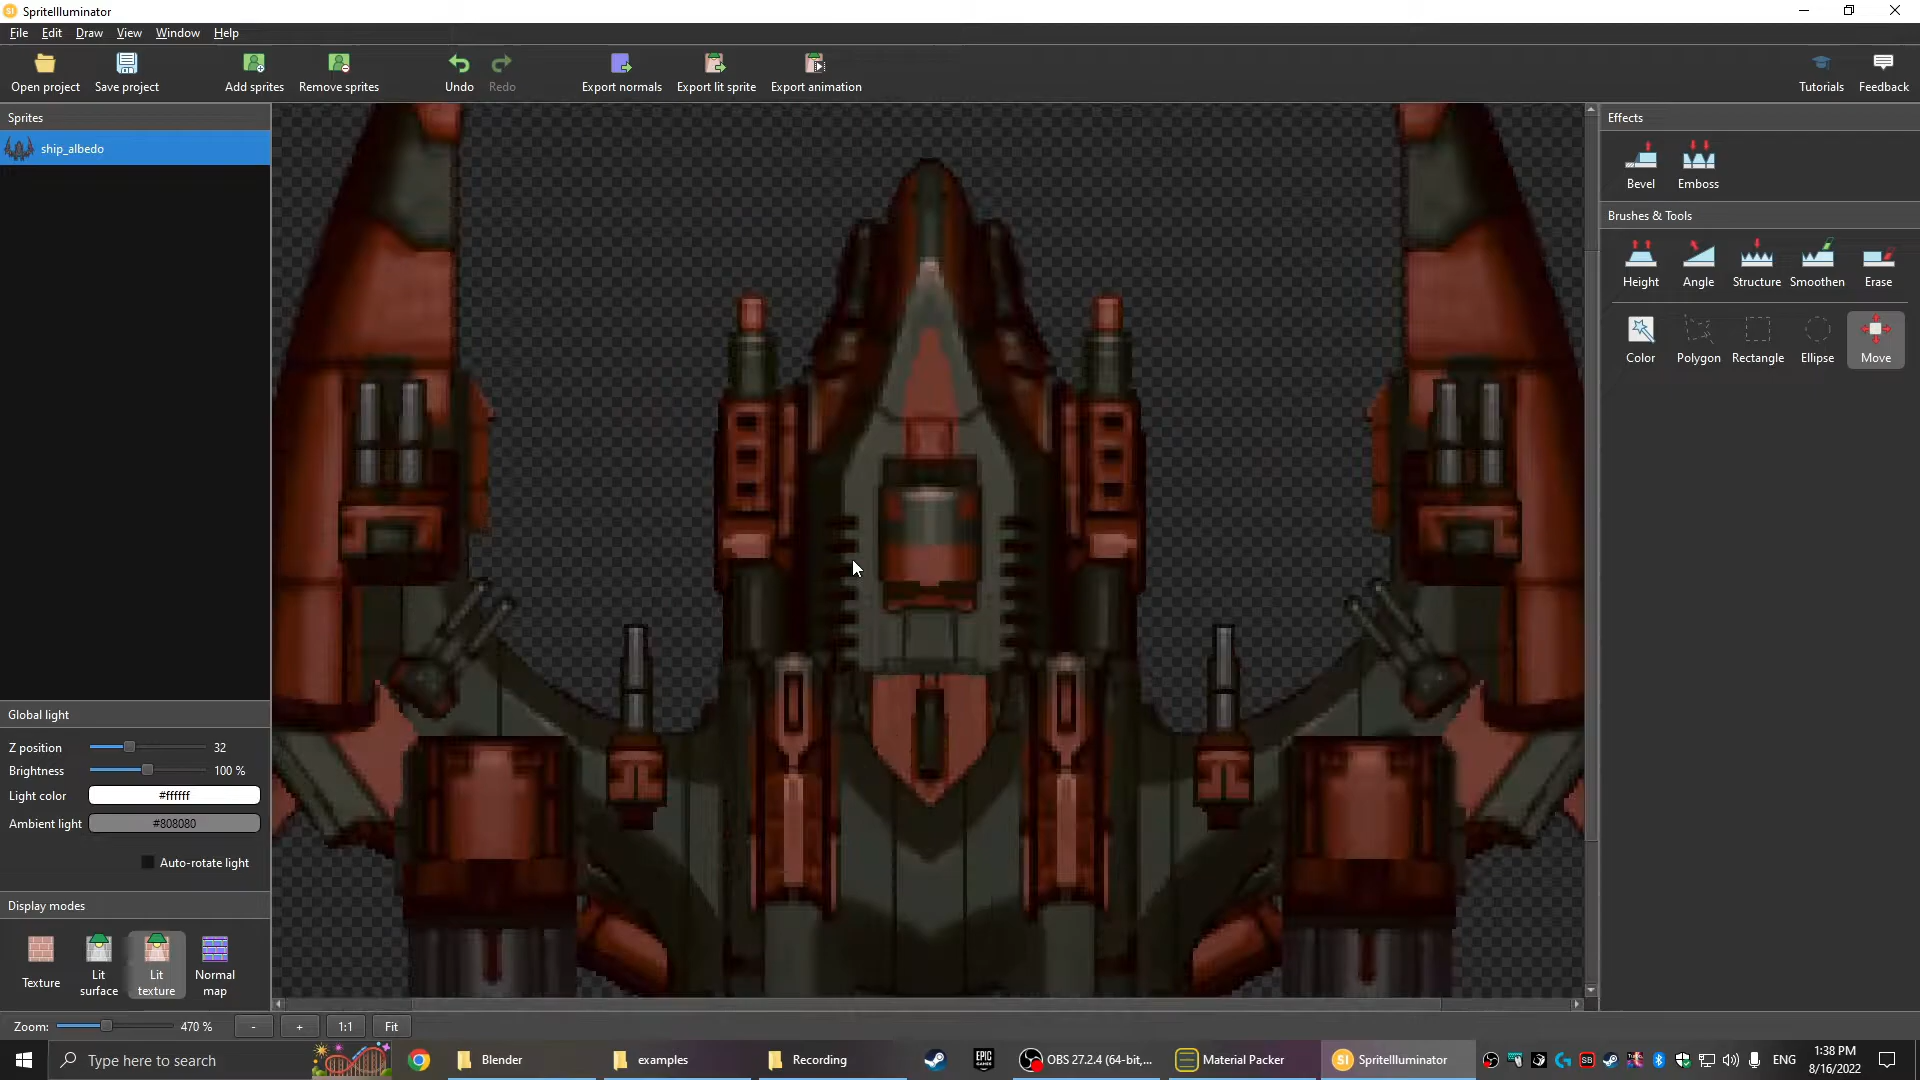 SpriteIlluminator
File Edit Draw View Window Help
Open project Save project Add sprites Remove sprites Undo Redo Export normals Export lit sprite Export animation Tutorials Feedback
Sprites
ship_albedo
Effects
Bevel Emboss
Brushes & Tools
Height Angle Structure Smoothen Erase
Color Polygon Rectangle Ellipse Move
Global light
Z position 32
Brightness 100 %
Light color #ffffff
Ambient light #808080
Auto-rotate light
Display modes
Texture Lit surface Lit texture Normal map
Zoom: 470 % - + 1:1 Fit
Type here to search Blender examples Recording EPIC GAMES OBS 27.2.4 (64-bit,... Material Packer SI SpriteIlluminator ENG 1:38 PM
8/16/2022